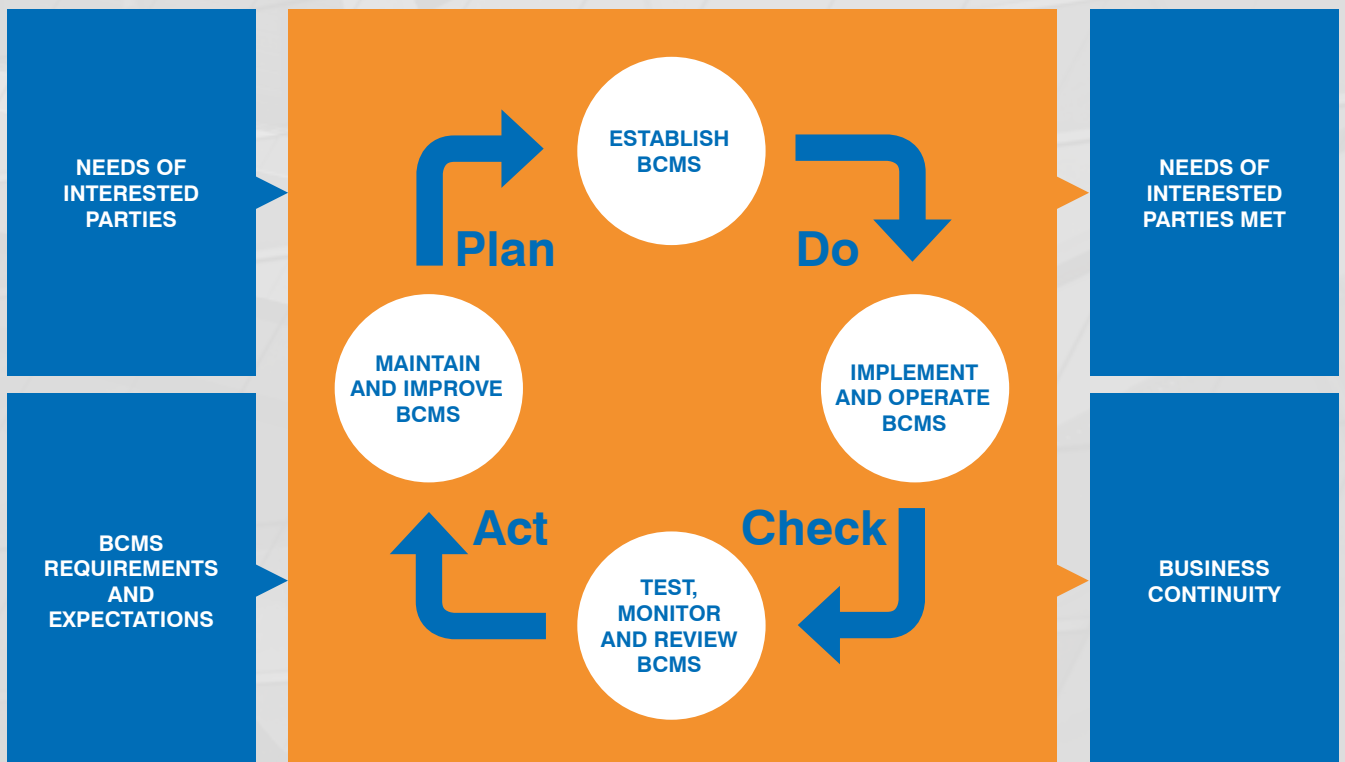 NEEDS OF
INTERESTED
PARTIES
BCMS
REQUIREMENTS
AND
EXPECTATIONS
ESTABLISH
BCMS
Plan
Do
MAINTAIN
AND IMPROVE
BCMS
IMPLEMENT
AND OPERATE
BCMS
Act
Check
TEST,
MONITOR
AND REVIEW
BCMS
NEEDS OF
INTERESTED
PARTIES MET
BUSINESS
CONTINUITY